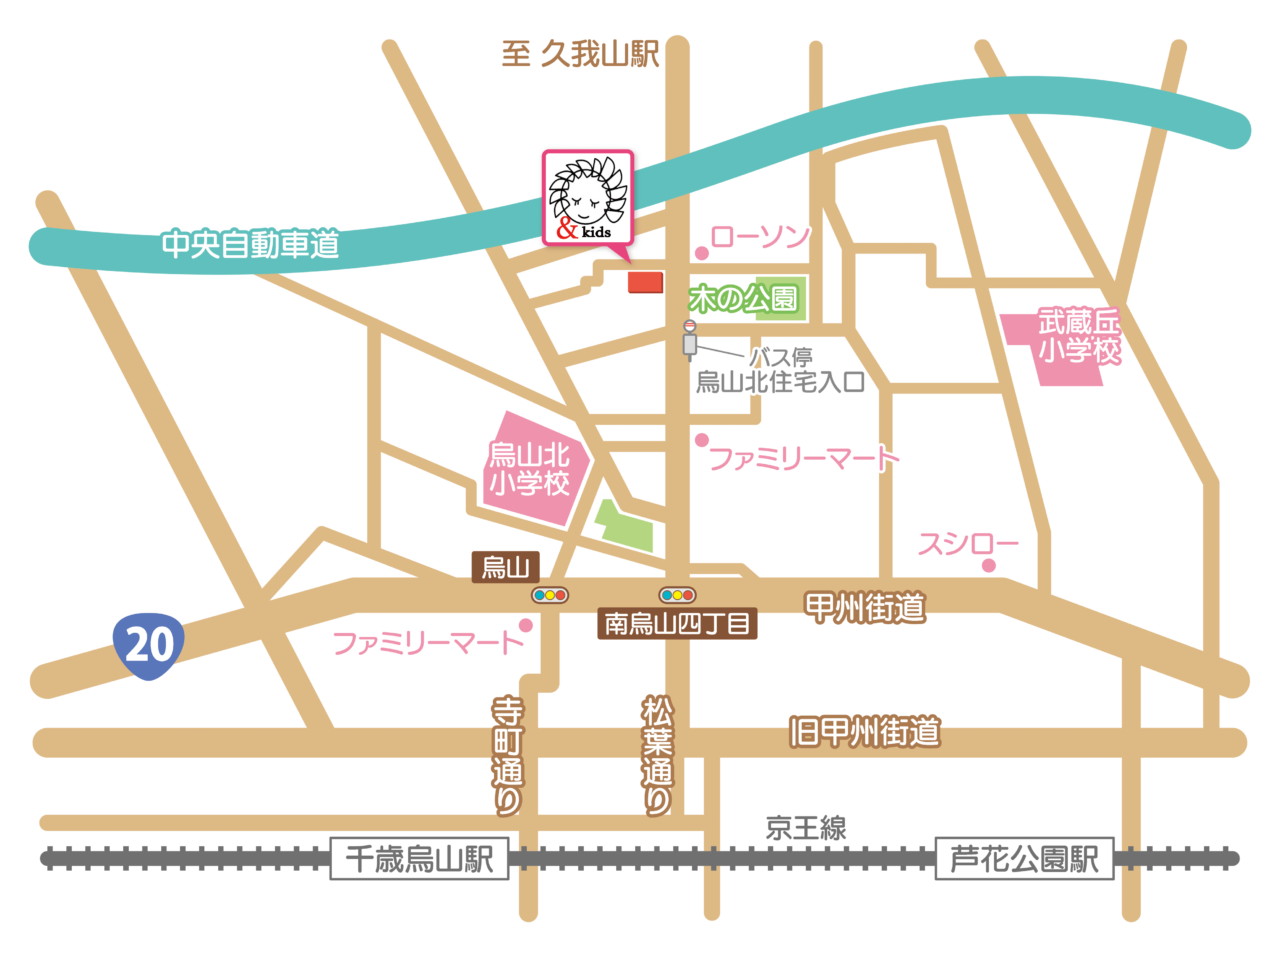 至 久我山駅
& kids
中央自動車道
ローソン
木の公園
武蔵丘
小学校
バス停
烏山北住宅入口
烏山北
小学校
ファミリーマート
スシロー
烏山
甲州街道
南烏山四丁目
20
ファミリーマート
寺町通り
松葉通り
旧甲州街道
京王線
千歳烏山駅
芦花公園駅